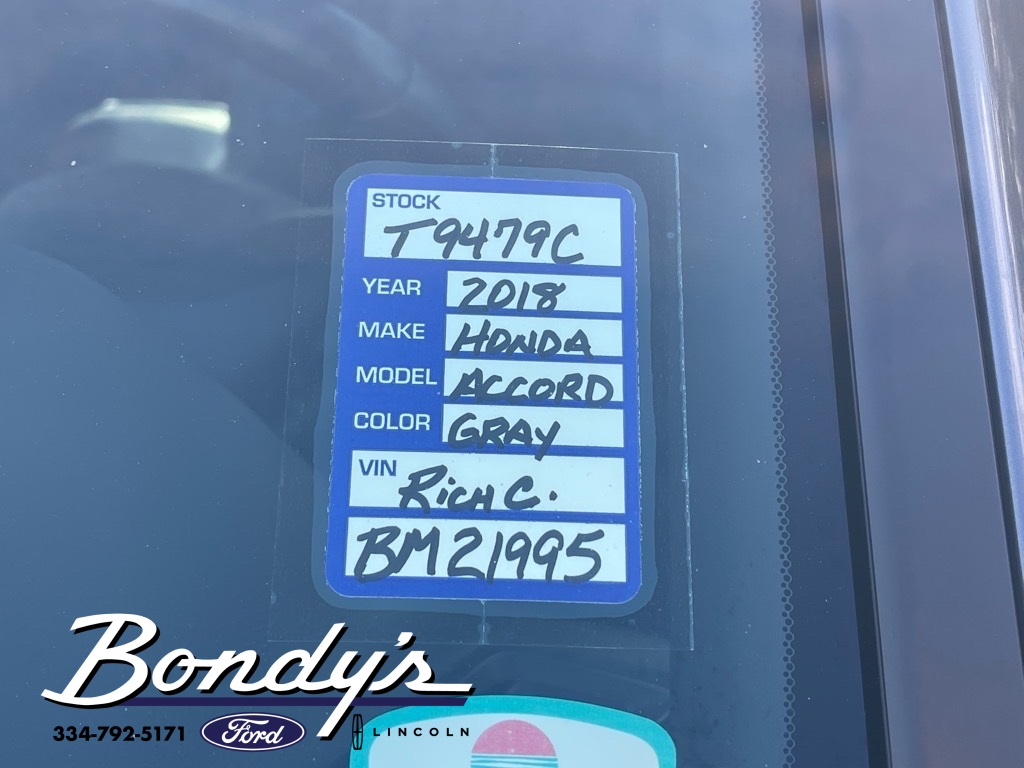 STOCK
T9479C
YEAR 2018
MAKE HONDA
MODEL ACCORD
COLOR GRAY
VIN
RICH C.
BM21995
Bondy's
334-792-5171 Ford LINCOLN